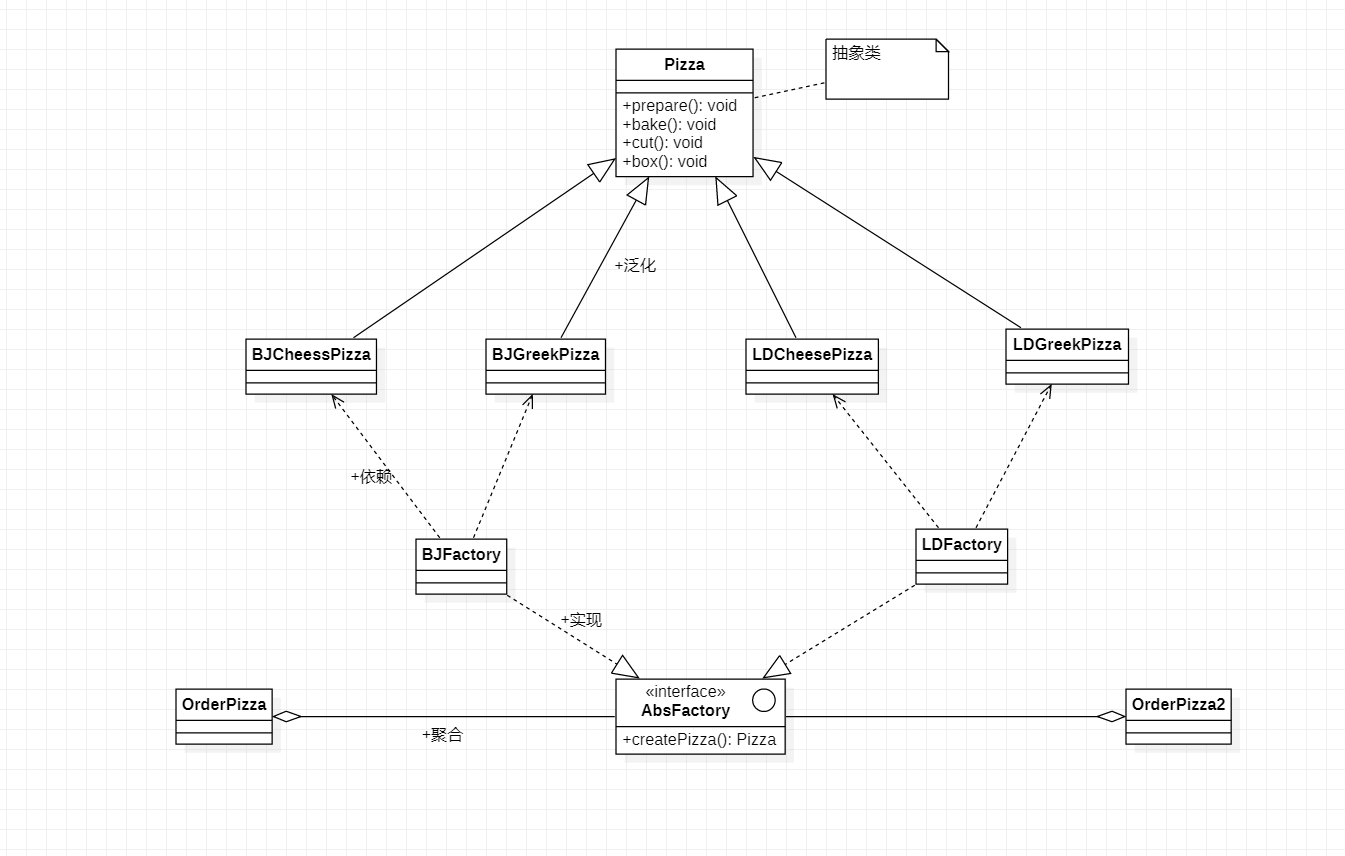 Pizza
+prepare(): void
+bake(): void
+cut(): void
+box(): void
抽象类
+泛化
BJCheessPizza
BJGreekPizza
LDCheesePizza
LDGreekPizza
+依赖
BJFactory
LDFactory
+实现
OrderPizza
+聚合
«interface»
AbsFactory
+createPizza(): Pizza
OrderPizza2